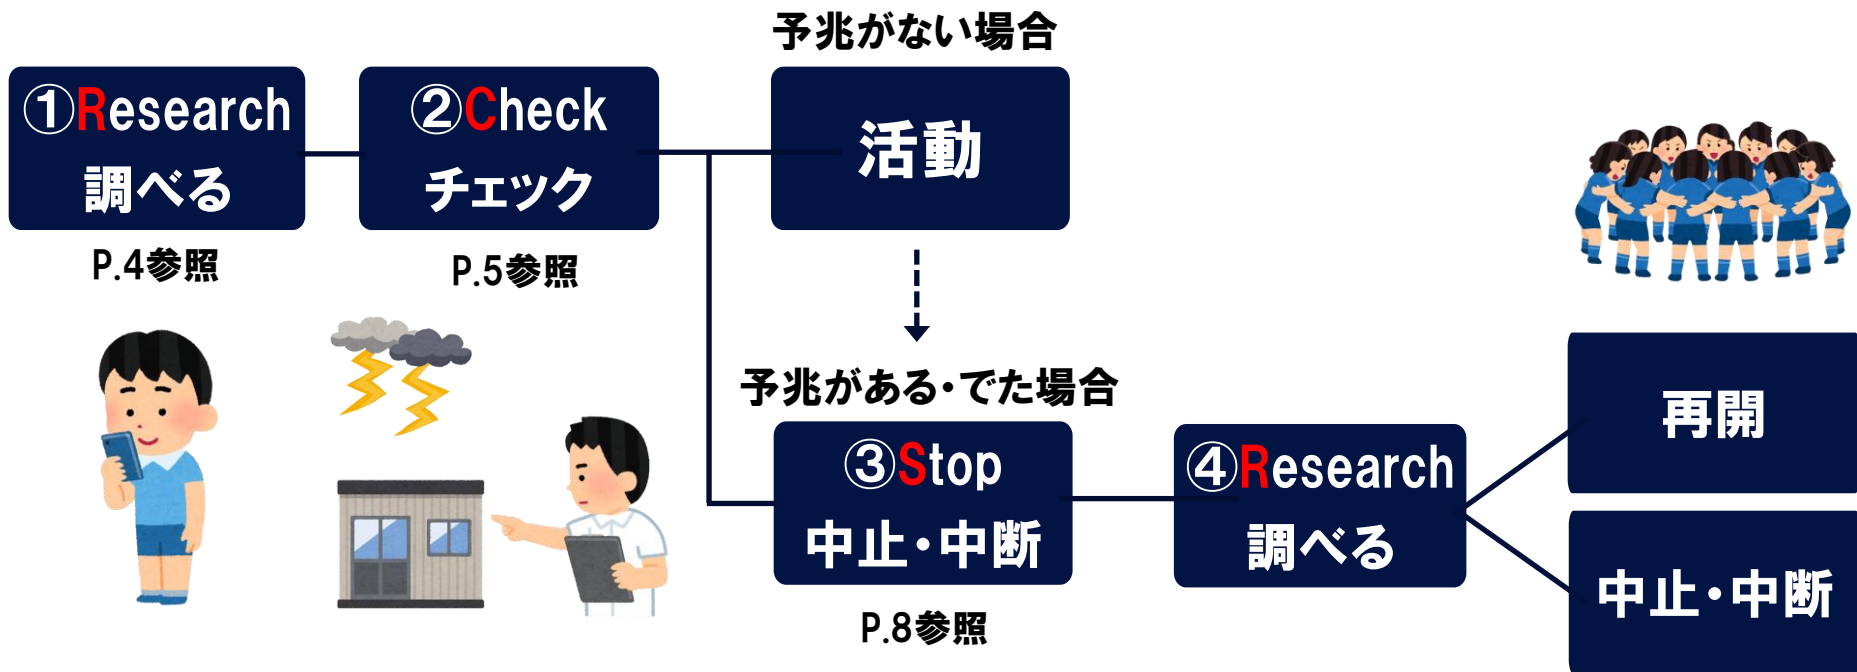 ①Research
調べる
P.4参照
②Check
チェック
P.5参照
予兆がない場合
活動
予兆がある・でた場合
③Stop
中止・中断
P.8参照
④Research
調べる
再開
中止・中断